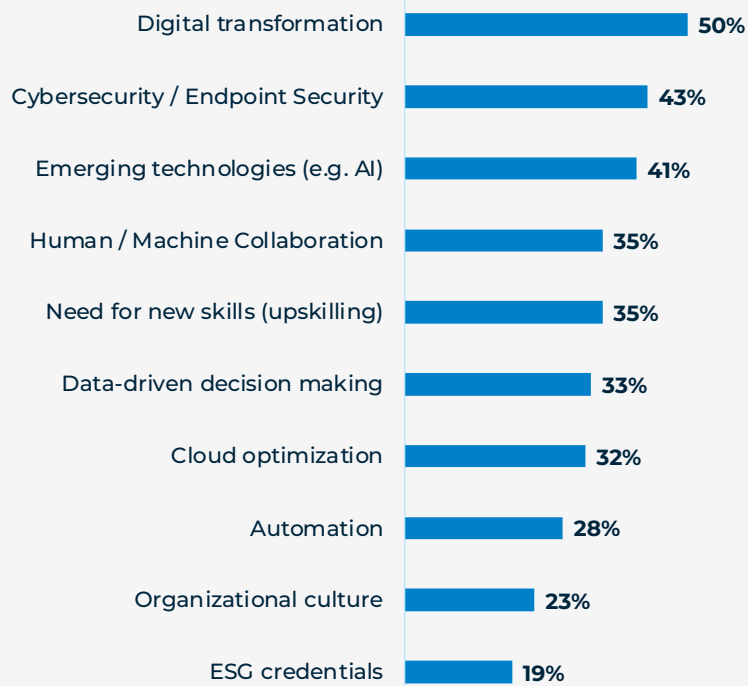 Digital transformation 50%
Cybersecurity / Endpoint Security 43%
Emerging technologies (e.g. AI) 41%
Human / Machine Collaboration 35%
Need for new skills (upskilling) 35%
Data-driven decision making 33%
Cloud optimization 32%
Automation 28%
Organizational culture 23%
ESG credentials 19%